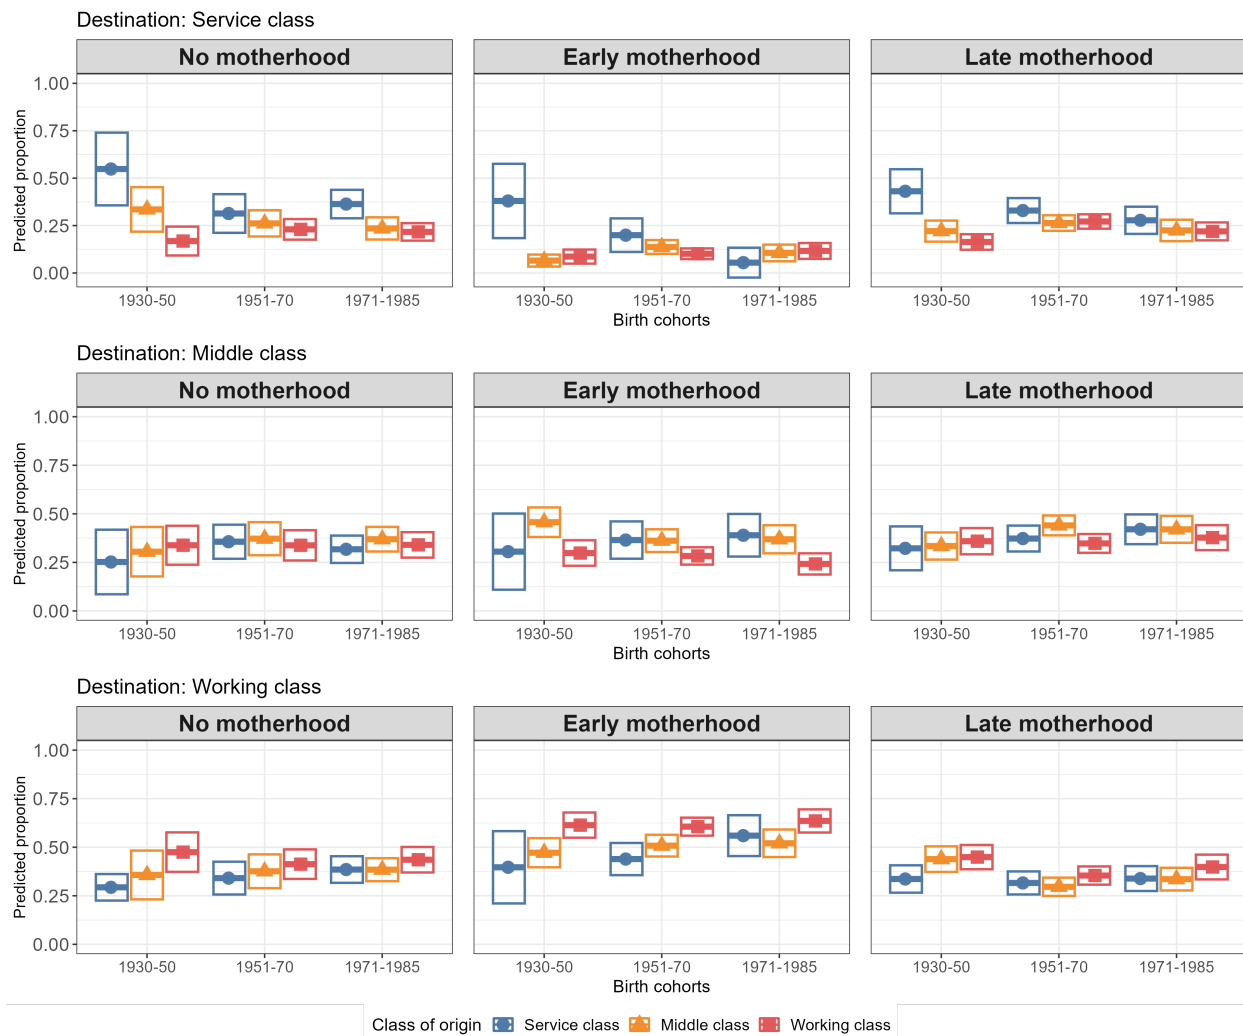 Destination: Service class
No motherhood
Early motherhood
Late motherhood
Predicted proportion
1.00
0.75
0.50
0.25
0.00
1930-50 1951-70 1971-1985
1930-50 1951-70 1971-1985
1930-50 1951-70 1971-1985
Birth cohorts
Destination: Middle class
No motherhood
Early motherhood
Late motherhood
Predicted proportion
1.00
0.75
0.50
0.25
0.00
1930-50 1951-70 1971-1985
1930-50 1951-70 1971-1985
1930-50 1951-70 1971-1985
Birth cohorts
Destination: Working class
No motherhood
Early motherhood
Late motherhood
Predicted proportion
1.00
0.75
0.50
0.25
0.00
1930-50 1951-70 1971-1985
1930-50 1951-70 1971-1985
1930-50 1951-70 1971-1985
Birth cohorts
Class of origin Service class Middle class Working class